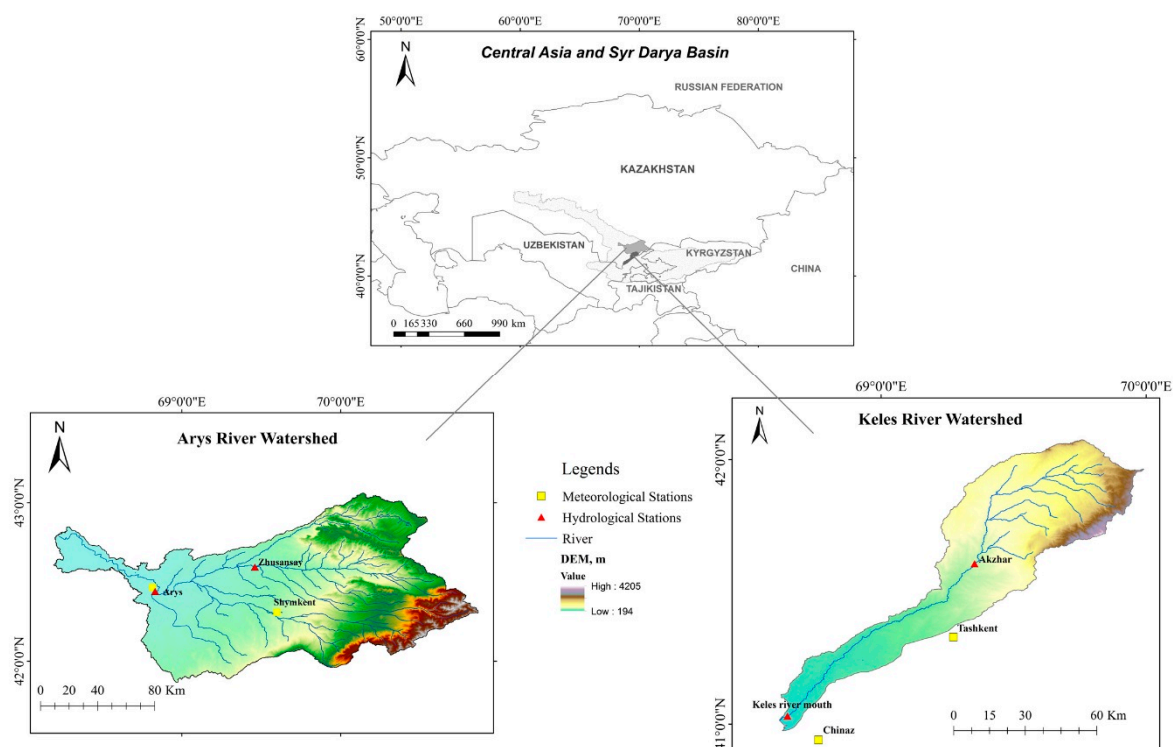 50°0'0"E 60°0'0"E 70°0'0"E 80°0'0"E
60°0'0"N
50°0'0"N
40°0'0"N
N
Central Asia and Syr Darya Basin
RUSSIAN FEDERATION
KAZAKHSTAN
UZBEKISTAN
KYRGYZSTAN
CHINA
TAJIKISTAN
0 165 330 660 990 km
69°0'0"E 70°0'0"E
43°0'0"N
42°0'0"N
N
Arys River Watershed
Zhusansay
Arys
Shymkent
0 20 40 80 Km
Legends
Meteorological Stations
Hydrological Stations
River
DEM, m
Value
High : 4205
Low : 194
69°0'0"E 70°0'0"E
42°0'0"N
41°0'0"N
N
Keles River Watershed
Akzhar
Tashkent
Keles river mouth
Chinaz
0 15 30 60 Km